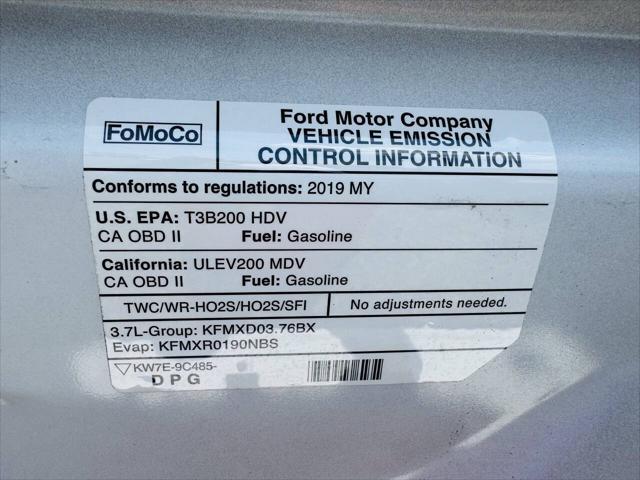 FoMoCo
Ford Motor Company
VEHICLE EMISSION
CONTROL INFORMATION
Conforms to regulations: 2019 MY
U.S. EPA: T3B200 HDV
CA OBD II Fuel: Gasoline
California: ULEV200 MDV
CA OBD II Fuel: Gasoline
TWC/WR-HO2S/HO2S/SFI No adjustments needed.
3.7L-Group: KFMXD03.76BX
Evap: KFMXR0190NBS
KW7E-9C485-
D P G